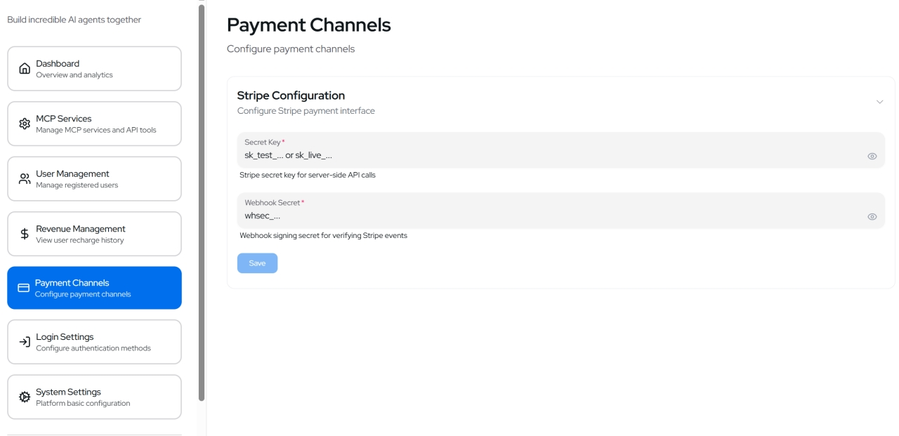 Build incredible AI agents together
Dashboard
Overview and analytics
MCP Services
Manage MCP services and API tools
User Management
Manage registered users
Revenue Management
View user recharge history
Payment Channels
Configure payment channels
Login Settings
Configure authentication methods
System Settings
Platform basic configuration
Payment Channels
Configure payment channels
Stripe Configuration
Configure Stripe payment interface
Secret Key*
sk_test_... or sk_live_...
Stripe secret key for server-side API calls
Webhook Secret*
whsec_...
Webhook signing secret for verifying Stripe events
Save